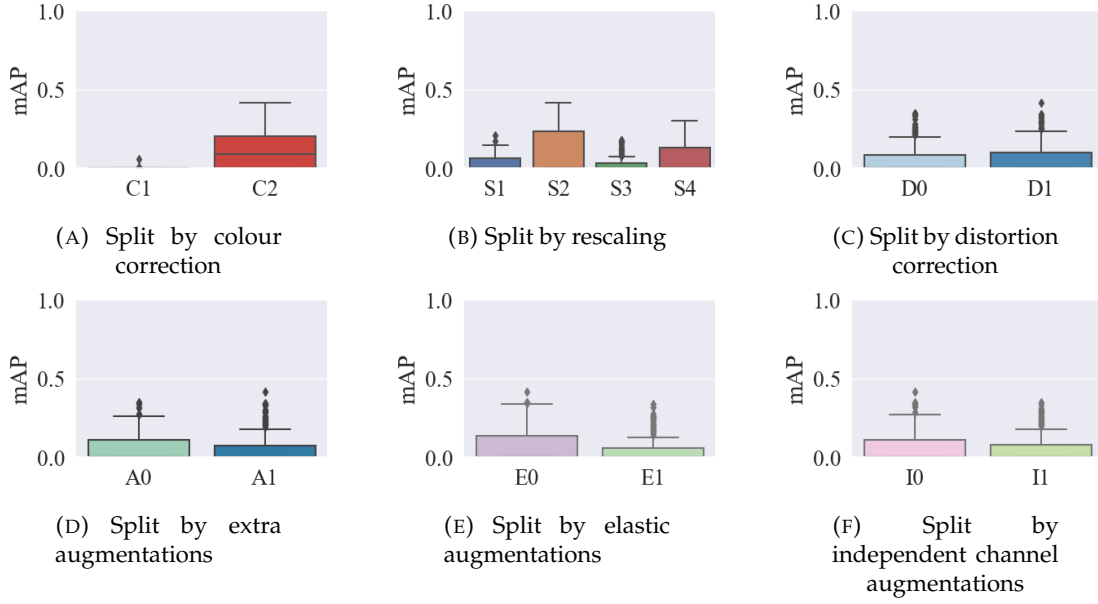 1.0 1.0 1.0
mAP mAP mAP
0.5 0.5 0.5
0.0 0.0 0.0
C1 C2 S1 S2 S3 S4 D0 D1
(A) Split by colour (B) Split by rescaling (C) Split by distortion
correction correction
1.0 1.0 1.0
mAP mAP mAP
0.5 0.5 0.5
0.0 0.0 0.0
A0 A1 E0 E1 I0 I1
(D) Split by extra (E) Split by elastic (F) Split by
augmentations augmentations independent channel
augmentations